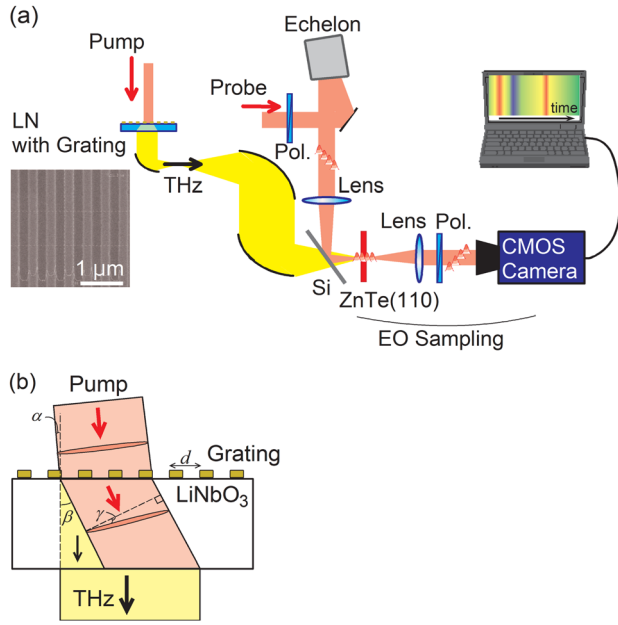 (a)
Echelon
Pump
Probe
time
LN
with Grating
Pol.
THz
Lens
Lens
Pol.
CMOS
Camera
1 μm
Si
ZnTe(110)
EO Sampling
(b)
Pump
α
d
Grating
LiNbO3
β
γ
THz